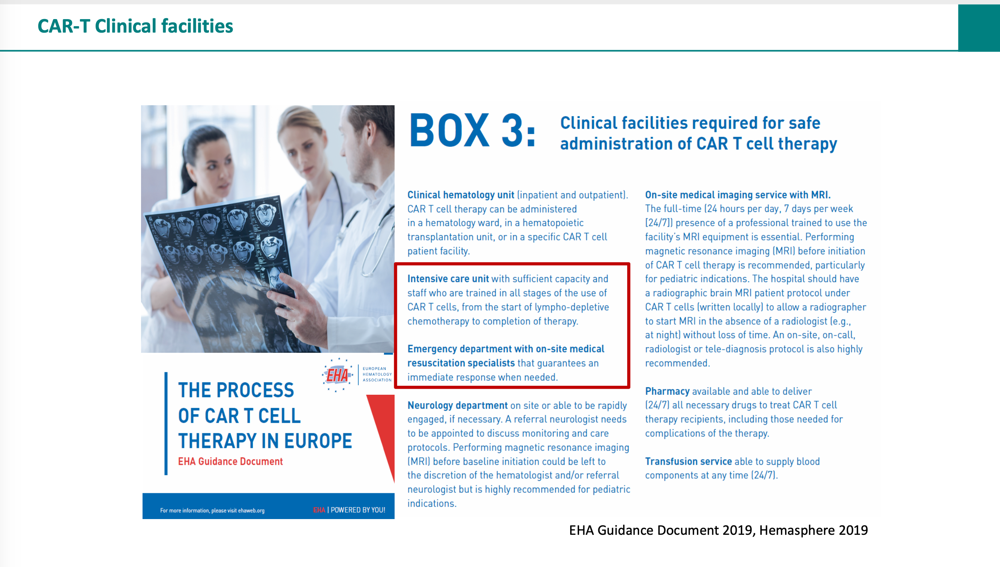 CAR-T Clinical facilities
BOX 3:
Clinical facilities required for safe
administration of CAR T cell therapy
Clinical hematology unit (inpatient and outpatient).
CAR T cell therapy can be administered
in a hematology ward, in a hematopoietic
transplantation unit, or in a specific CAR T cell
patient facility.
Intensive care unit with sufficient capacity and
staff who are trained in all stages of the use of
CAR T cells, from the start of lympho-depletive
chemotherapy to completion of therapy.
Emergency department with on-site medical
resuscitation specialists that guarantees an
immediate response when needed.
Neurology department on site or able to be rapidly
engaged, if necessary. A referral neurologist needs
to be appointed to discuss monitoring and care
protocols. Performing magnetic resonance imaging
(MRI) before baseline initiation could be left to
the discretion of the hematologist and/or referral
neurologist but is highly recommended for pediatric
indications.
On-site medical imaging service with MRI.
The full-time (24 hours per day, 7 days per week
[24/7]) presence of a professional trained to use the
facility's MRI equipment is essential. Performing
magnetic resonance imaging (MRI) before initiation
of CAR T cell therapy is recommended, particularly
for pediatric indications. The hospital should have
a radiographic brain MRI patient protocol under
CAR T cells (written locally) to allow a radiographer
to start MRI in the absence of a radiologist (e.g.,
at night) without loss of time. An on-site, on-call,
radiologist or tele-diagnosis protocol is also highly
recommended.
Pharmacy available and able to deliver
(24/7) all necessary drugs to treat CAR T cell
therapy recipients, including those needed for
complications of the therapy.
Transfusion service able to supply blood
components at any time (24/7).
EHA
EUROPEAN
HEMATOLOGY
ASSOCIATION
THE PROCESS
OF CAR T CELL
THERAPY IN EUROPE
EHA Guidance Document
For more information, please visit ehaweb.org
EHA | POWERED BY YOU!
EHA Guidance Document 2019, Hemasphere 2019